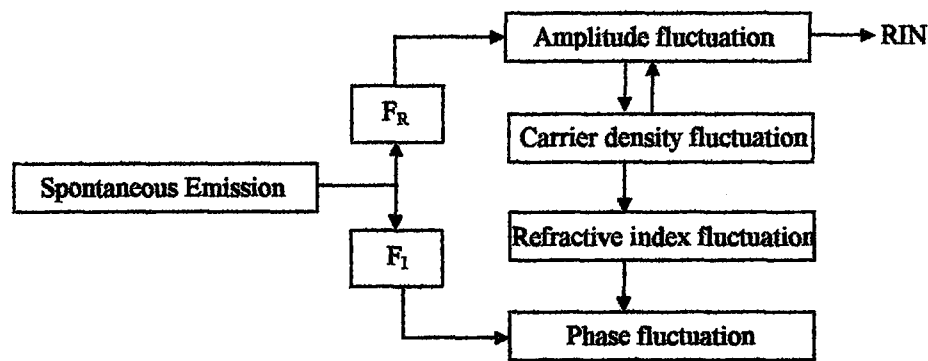 Amplitude fluctuation
RIN
F_R
Carrier density fluctuation
Spontaneous Emission
Refractive index fluctuation
F_I
Phase fluctuation